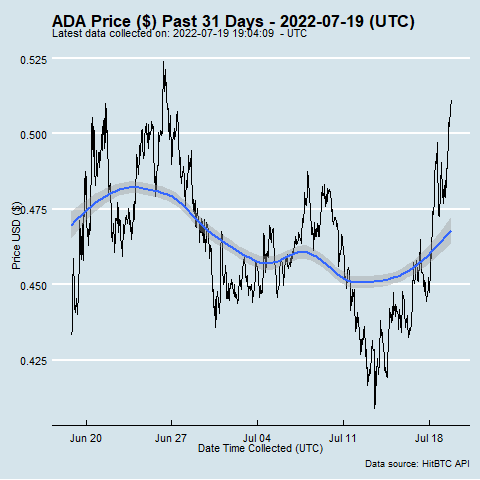 ADA Price ($) Past 31 Days - 2022-07-19 (UTC)
Latest data collected on: 2022-07-19 19:04:09 - UTC
Price USD ($)
0.525
0.500
0.475
0.450
0.425
Jun 20 Jun 27 Jul 04 Jul 11 Jul 18
Date Time Collected (UTC)
Data source: HitBTC API